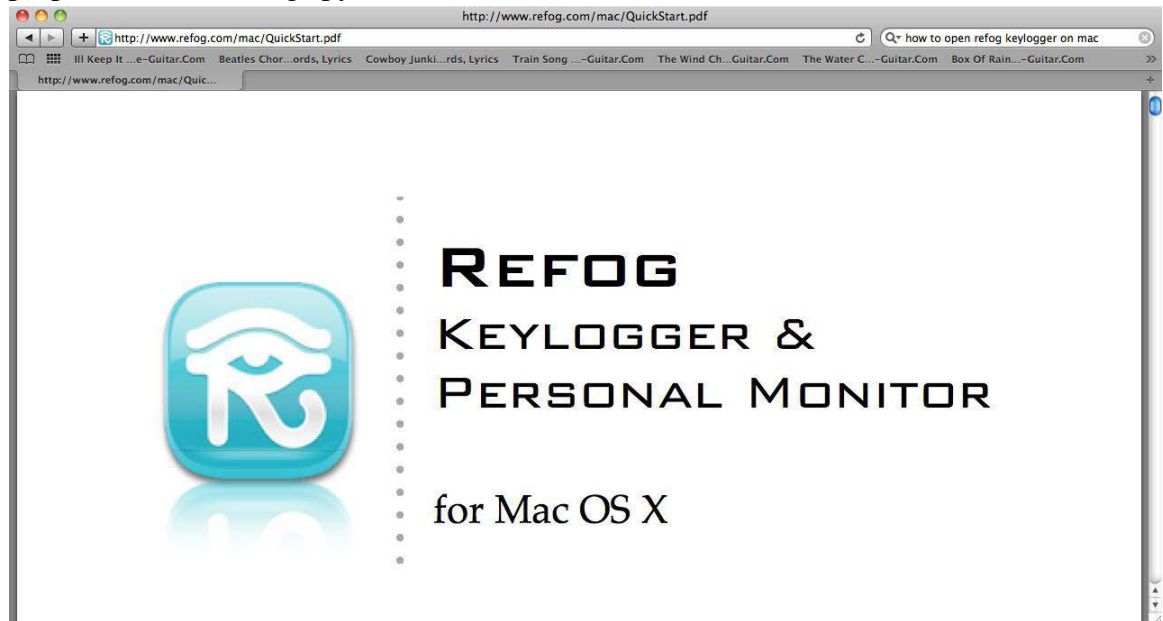 http://www.refog.com/mac/QuickStart.pdf
http://www.refog.com/mac/QuickStart.pdf
how to open refog keylogger on mac
Ill Keep It ...e-Guitar.Com Beatles Chor...ords, Lyrics Cowboy Junki...rds, Lyrics Train Song ...-Guitar.Com The Wind Ch...Guitar.Com The Water C...-Guitar.Com Box Of Rain...-Guitar.Com
http://www.refog.com/mac/Quic...
REFOG
KEYLOGGER &
PERSONAL MONITOR
for Mac OS X